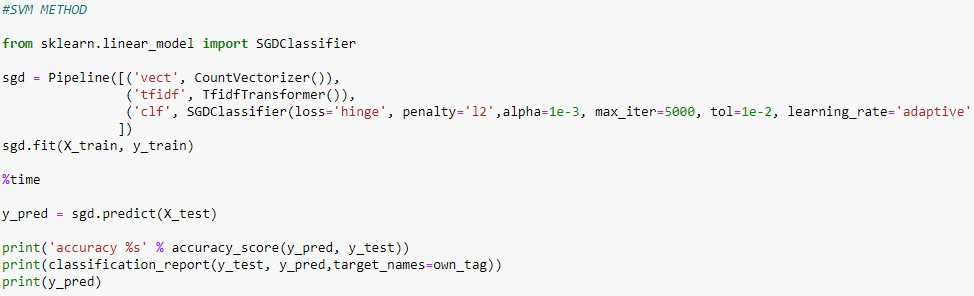 #SVM METHOD
from sklearn.linear_model import SGDClassifier
sgd = Pipeline([('vect', CountVectorizer()),
('tfidf', TfidfTransformer()),
('clf', SGDClassifier(loss='hinge', penalty='l2',alpha=1e-3, max_iter=5000, tol=1e-2, learning_rate='adaptive'
])
sgd.fit(X_train, y_train)
%time
y_pred = sgd.predict(X_test)
print('accuracy %s' % accuracy_score(y_pred, y_test))
print(classification_report(y_test, y_pred,target_names=own_tag))
print(y_pred)